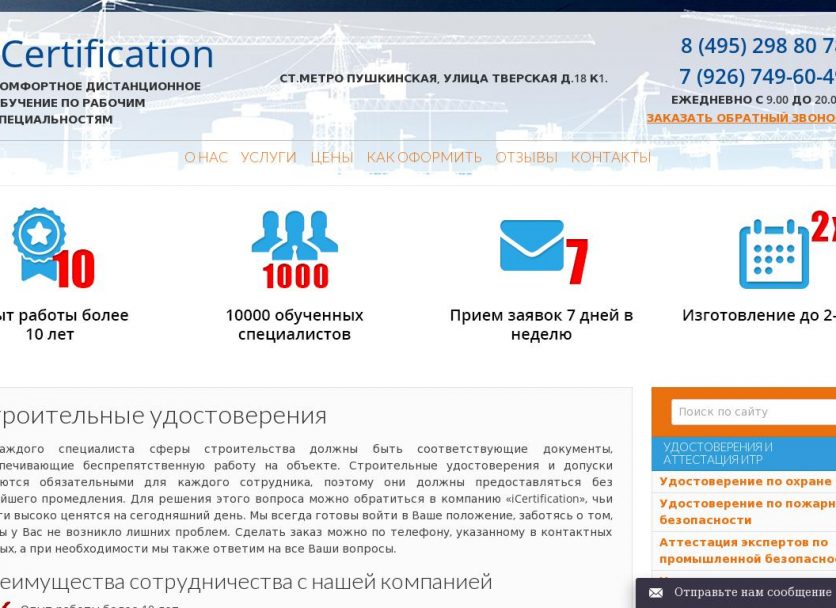 Certification
ОМФОРТНОЕ ДИСТАНЦИОННОЕ
БУЧЕНИЕ ПО РАБОЧИМ
ПЕЦИАЛЬНОСТЯМ
СТ.МЕТРО ПУШКИНСКАЯ, УЛИЦА ТВЕРСКАЯ Д.18 К1.
8 (495) 298 80 7
7 (926) 749-60-4
ЕЖЕДНЕВНО С 9.00 ДО 20.0
ЗАКАЗАТЬ ОБРАТНЫЙ ЗВОНО
О НАС УСЛУГИ ЦЕНЫ КАК ОФОРМИТЬ ОТЗЫВЫ КОНТАКТЫ
10
1000
7
2
ыт работы более
10 лет
10000 обученных
специалистов
Прием заявок 7 дней в
неделю
Изготовление до 2-
троительные удостоверения
аждого специалиста сферы строительства должны быть соответствующие документы,
печивающие беспрепятственную работу на объекте. Строительные удостоверения и допуски
ются обязательными для каждого сотрудника, поэтому они должны предоставляться без
йшего промедления. Для решения этого вопроса можно обратиться в компанию «iCertification», чьи
ги высоко ценятся на сегодняшний день. Мы всегда готовы войти в Ваше положение, заботясь о том,
ы у Вас не возникло лишних проблем. Сделать заказ можно по телефону, указанному в контактных
ых, а при необходимости мы также ответим на все Ваши вопросы.
еимущества сотрудничества с нашей компанией
Опыт работы более 10 лет
Поиск по сайту
УДОСТОВЕРЕНИЯ И
АТТЕСТАЦИЯ ИТР
Удостоверение по охране
Удостоверение по пожарн
безопасности
Аттестация экспертов по
промышленной безопасно
Отправьте нам сообщение